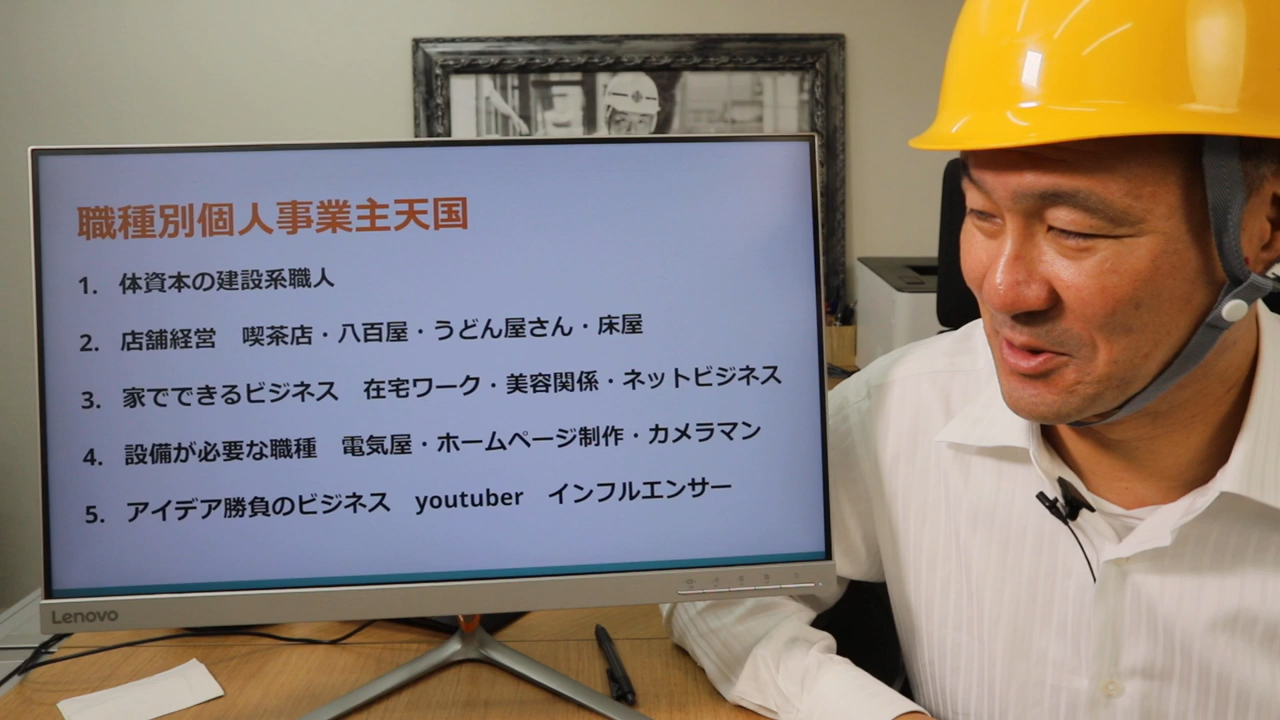 職種別個人事業主天国
1. 体資本の建設系職人
2. 店舗経営 喫茶店・八百屋・うどん屋さん・床屋
3. 家でできるビジネス 在宅ワーク・美容関係・ネットビジネス
4. 設備が必要な職種 電気屋・ホームページ制作・カメラマン
5. アイデア勝負のビジネス youtuber インフルエンサー
Lenovo